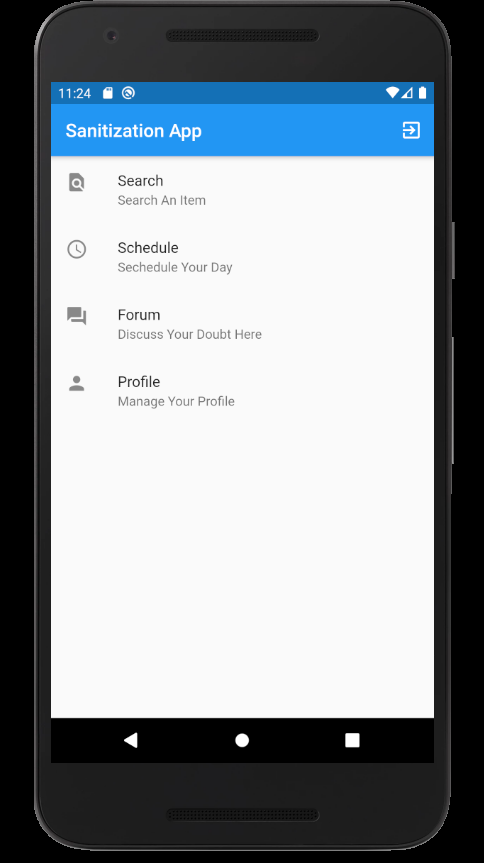 11:24
Sanitization App
Search
Search An Item
Schedule
Sechedule Your Day
Forum
Discuss Your Doubt Here
Profile
Manage Your Profile